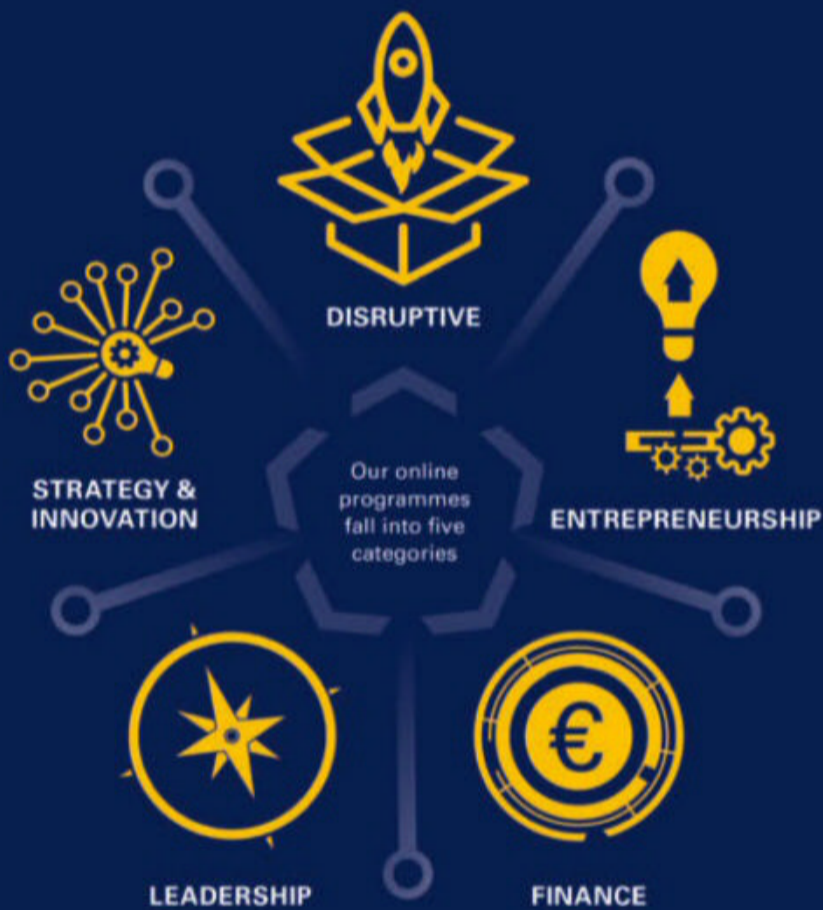 DISRUPTIVE
STRATEGY &
INNOVATION
Our online
programmes
fall into five
categories
ENTREPRENEURSHIP
€
LEADERSHIP
FINANCE